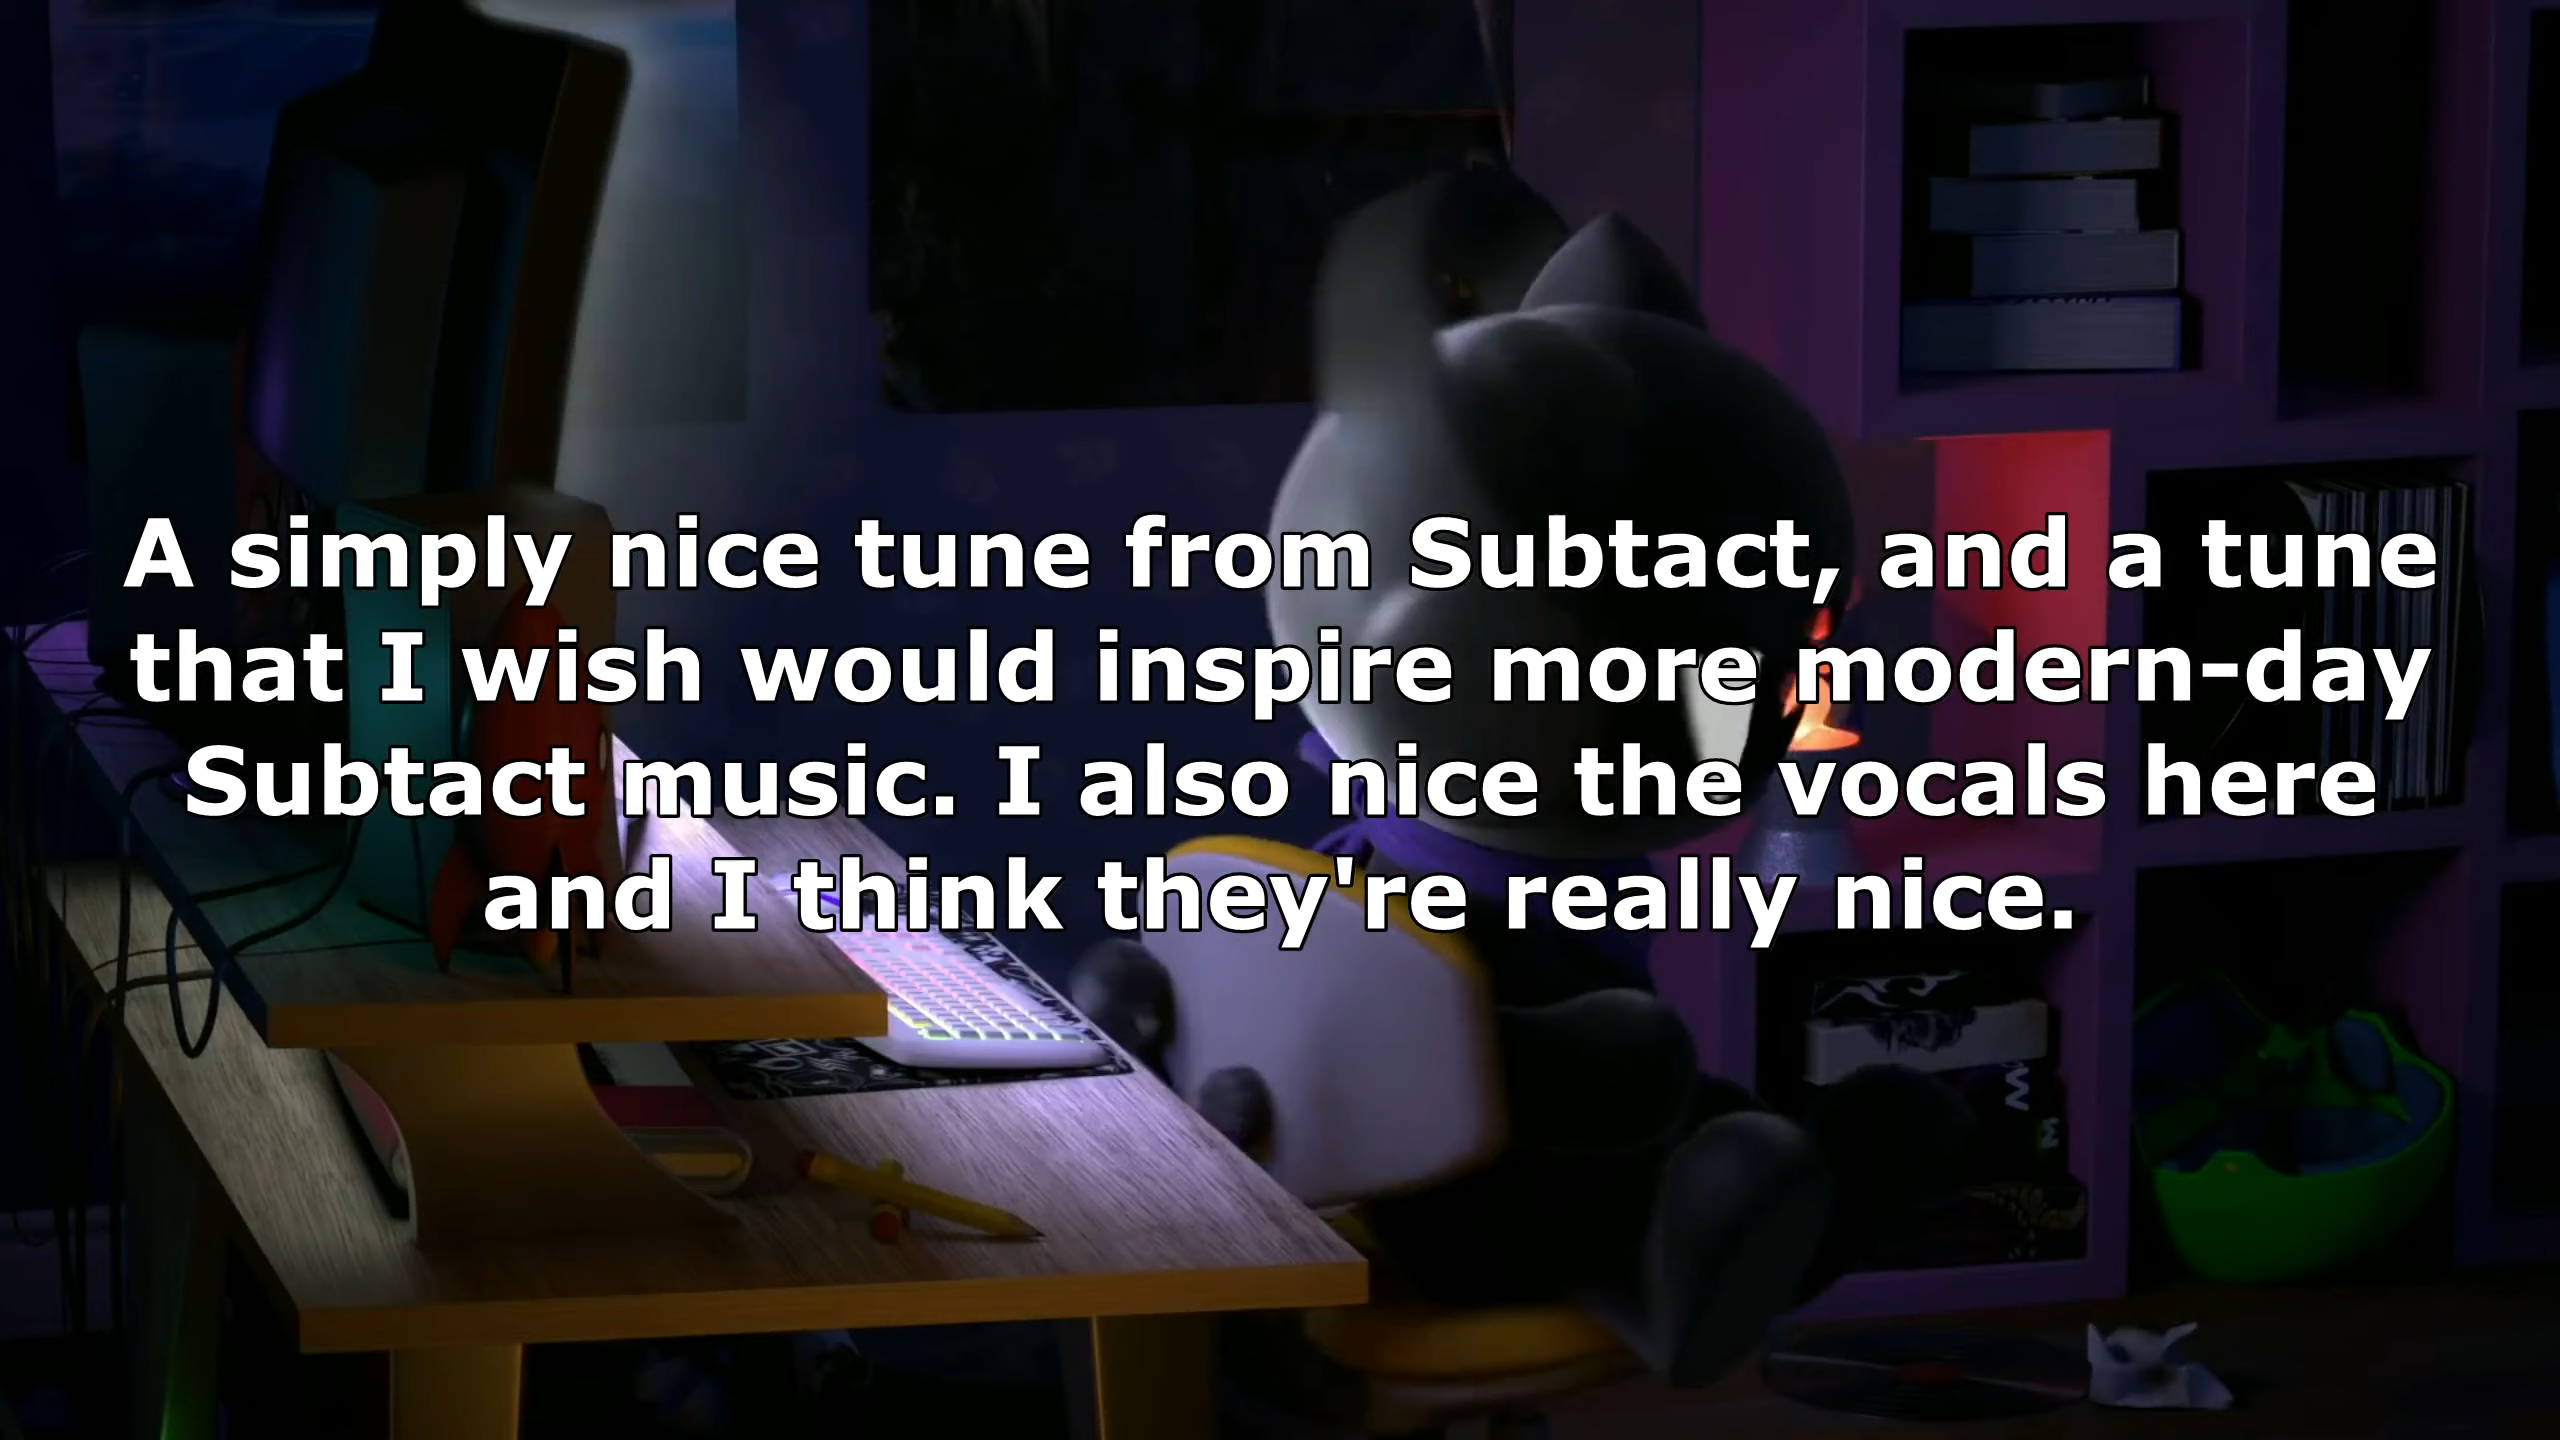 A simply nice tune from Subtact, and a tune
that I wish would inspire more modern-day
Subtact music. I also nice the vocals here
and I think they're really nice.